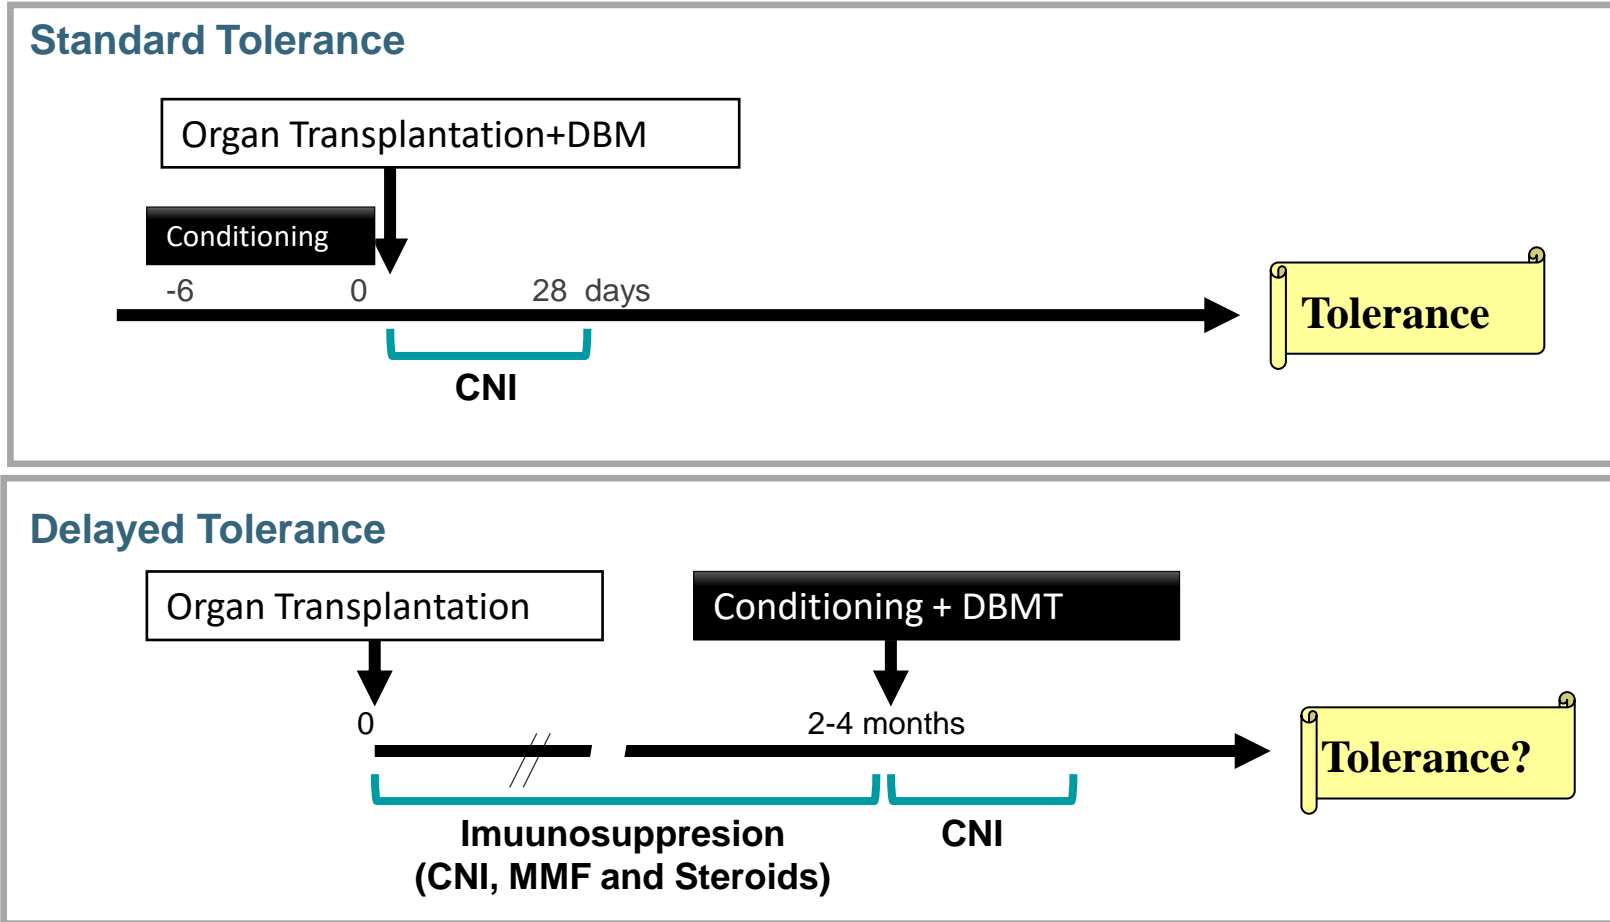 Standard Tolerance
Organ Transplantation+DBM
Conditioning
-6 0 28 days
Tolerance
CNI
Delayed Tolerance
Organ Transplantation
Conditioning + DBMT
0 2-4 months
Tolerance?
Imuunosuppresion
(CNI, MMF and Steroids)
CNI